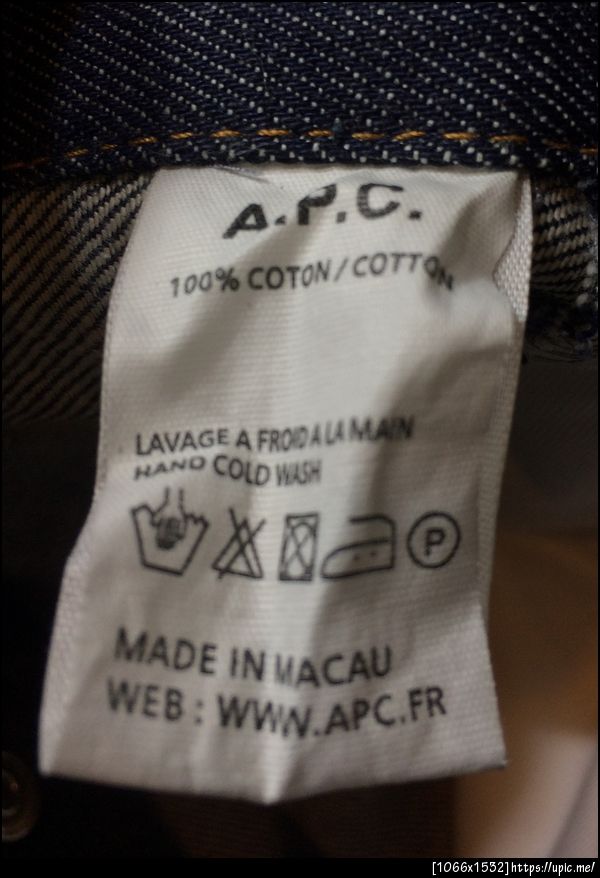 A.P.C.
100% COTON / COTTON
LAVAGE A FROID A LA MAIN
HAND COLD WASH
P
MADE IN MACAU
WEB : WWW.APC.FR
[1066x1532]https://upic.me/